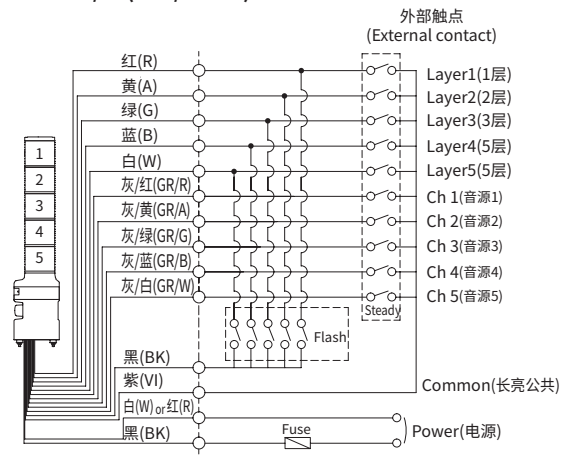 外部触点
(External contact)
红(R)
Layer1(1层)
黄(A)
Layer2(2层)
绿(G)
Layer3(3层)
蓝(B)
Layer4(5层)
白(W)
Layer5(5层)
灰/红(GR/R)
Ch 1(音源1)
灰/黄(GR/A)
Ch 2(音源2)
灰/绿(GR/G)
Ch 3(音源3)
灰/蓝(GR/B)
Ch 4(音源4)
灰/白(GR/W)
Ch 5(音源5)
1
2
3
4
5
Steady
Flash
黑(BK)
紫(VI)
Common(长亮公共)
白(W)or红(R)
黑(BK)
Fuse
Power(电源)